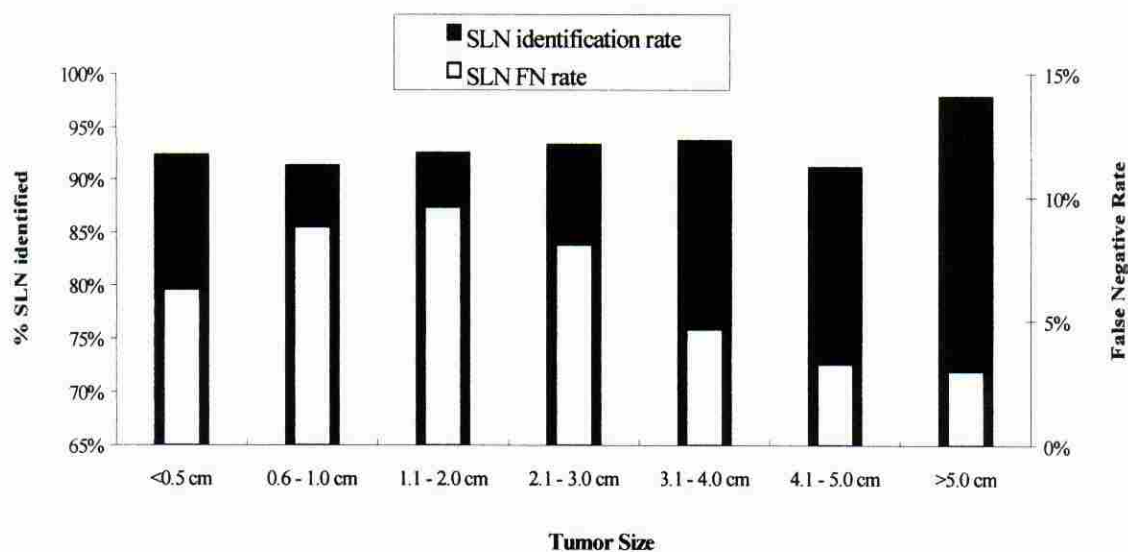 SLN identification rate
SLN FN rate
100%
95%
90%
85%
80%
75%
70%
65%
% SLN identified
15%
10%
5%
0%
False Negative Rate
<0.5 cm
0.6 - 1.0 cm
1.1 - 2.0 cm
2.1 - 3.0 cm
3.1 - 4.0 cm
4.1 - 5.0 cm
>5.0 cm
Tumor Size